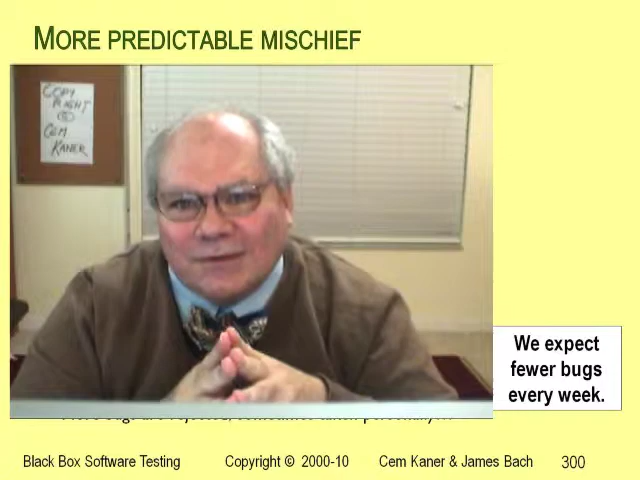 MORE PREDICTABLE MISCHIEF
COPY
RIGHT
©
CEM
KANER
We expect
fewer bugs
every week.
Black Box Software Testing Copyright © 2000-10 Cem Kaner & James Bach 300